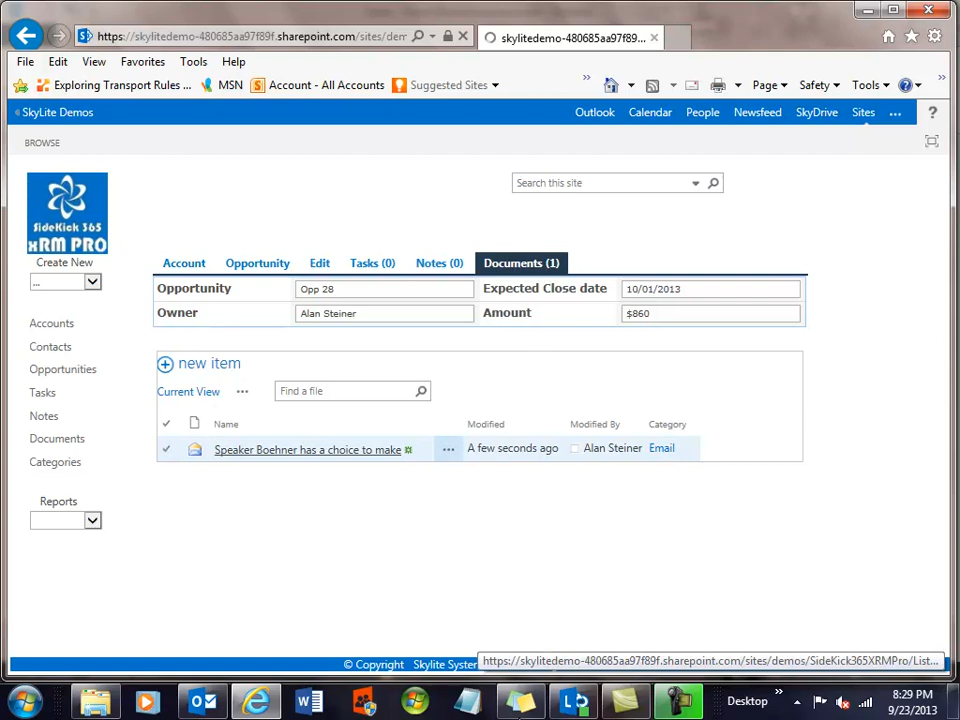 https://skylitedemo-480685aa97f89f.sharepoint.com/sites/dem
skylitedemo-480685aa97f89...
File Edit View Favorites Tools Help
Exploring Transport Rules ... MSN Account - All Accounts Suggested Sites
Page Safety Tools
SkyLite Demos Outlook Calendar People Newsfeed SkyDrive Sites ... ?
BROWSE
Search this site
SideKick 365
xRM PRO
Create New
...
Account Opportunity Edit Tasks (0) Notes (0) Documents (1)
Opportunity Opp 28 Expected Close date 10/01/2013
Owner Alan Steiner Amount $860
Accounts
Contacts
Opportunities
Tasks
Notes
Documents
Categories
Reports
new item
Current View ... Find a file
Name Modified Modified By Category
Speaker Boehner has a choice to make ... A few seconds ago Alan Steiner Email
© Copyright Skylite Syster
https://skylitedemo-480685aa97f89f.sharepoint.com/sites/demos/SideKick365XRMPro/List...
Desktop
8:29 PM
9/23/2013